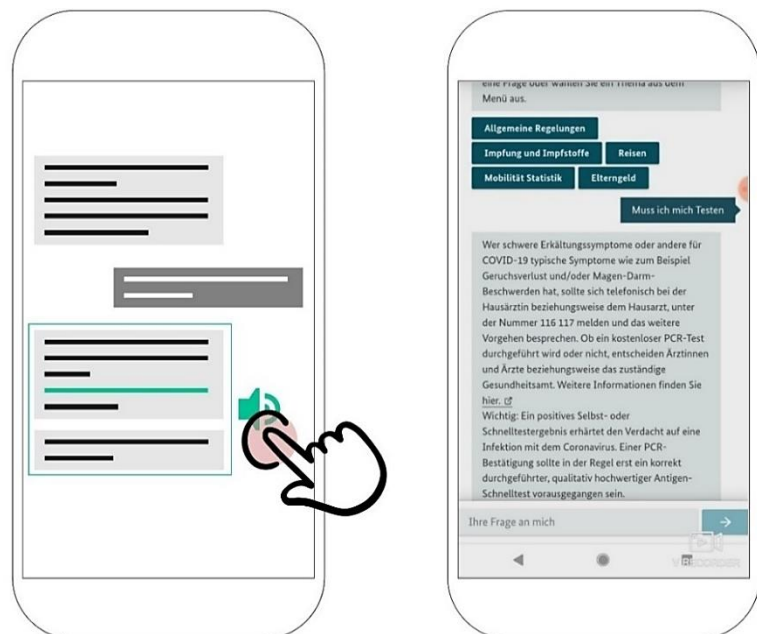 eine Frage oder wählen Sie ein Thema aus dem
Menü aus.
Allgemeine Regelungen
Impfung und Impfstoffe
Reisen
Mobilität Statistik
Elterngeld
Muss ich mich Testen
Wer schwere Erkältungssymptome oder andere für
COVID-19 typische Symptome wie zum Beispiel
Geruchsverlust und/oder Magen-Darm-
Beschwerden hat, sollte sich telefonisch bei der
Hausärztin beziehungsweise dem Hausarzt, unter
der Nummer 116 117 melden und das weitere
Vorgehen besprechen. Ob ein kostenloser PCR-Test
durchgeführt wird oder nicht, entscheiden Ärztinnen
und Ärzte beziehungsweise das zuständige
Gesundheitsamt. Weitere Informationen finden Sie
hier.
Wichtig: Ein positives Selbst- oder
Schnelltestergebnis erhärtet den Verdacht auf eine
Infektion mit dem Coronavirus. Einer PCR-
Bestätigung sollte in der Regel erst ein korrekt
durchgeführter, qualitativ hochwertiger Antigen-
Schnelltest vorausgegangen sein.
Ihre Frage an mich